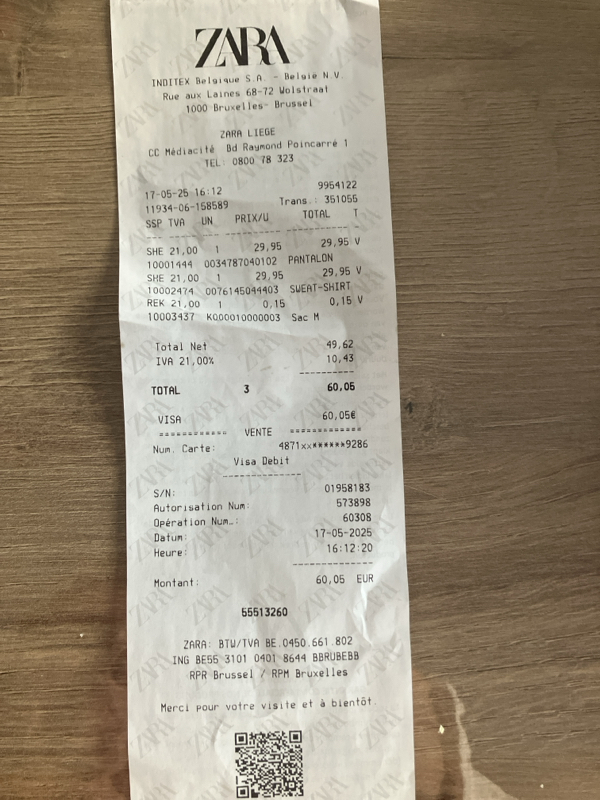 ZARA
INDITEX Belgique S.A. - België N.V.
Rue aux Laines 68-72 Wolstraat
1000 Bruxelles- Brussel
ZARA LIEGE
CC Médiacité Bd Raymond Poincarré 1
TEL: 0800 78 323
17-05-25 16:12 9954122
11934-06-158589 Trans.: 351055
SSP TVA UN PRIX/U TOTAL T
SHE 21,00 1 29,95 29,95 V
10001444 0034787040102 PANTALON
SHE 21,00 1 29,95 29,95 V
10002474 0076145044403 SWEAT-SHIRT
REK 21,00 1 0,15 0,15 V
10003437 K000010000003 Sac M
Total Net 49,62
IVA 21,00% 10,43
----------
TOTAL 3 60,05
VISA 60,05€
============ VENTE =============
Num. Carte: 4871xx******9286
Visa Debit
--------------
S/N: 01958183
Autorisation Num: 573898
Opération Num..: 60308
Datum: 17-05-2025
Heure: 16:12:20
---------------
Montant: 60,05 EUR
55513260
ZARA: BTW/TVA BE.0450.661.802
ING BE55 3101 0401 8644 BBRUBEBB
RPR Brussel / RPM Bruxelles
Merci pour votre visite et à bientôt.